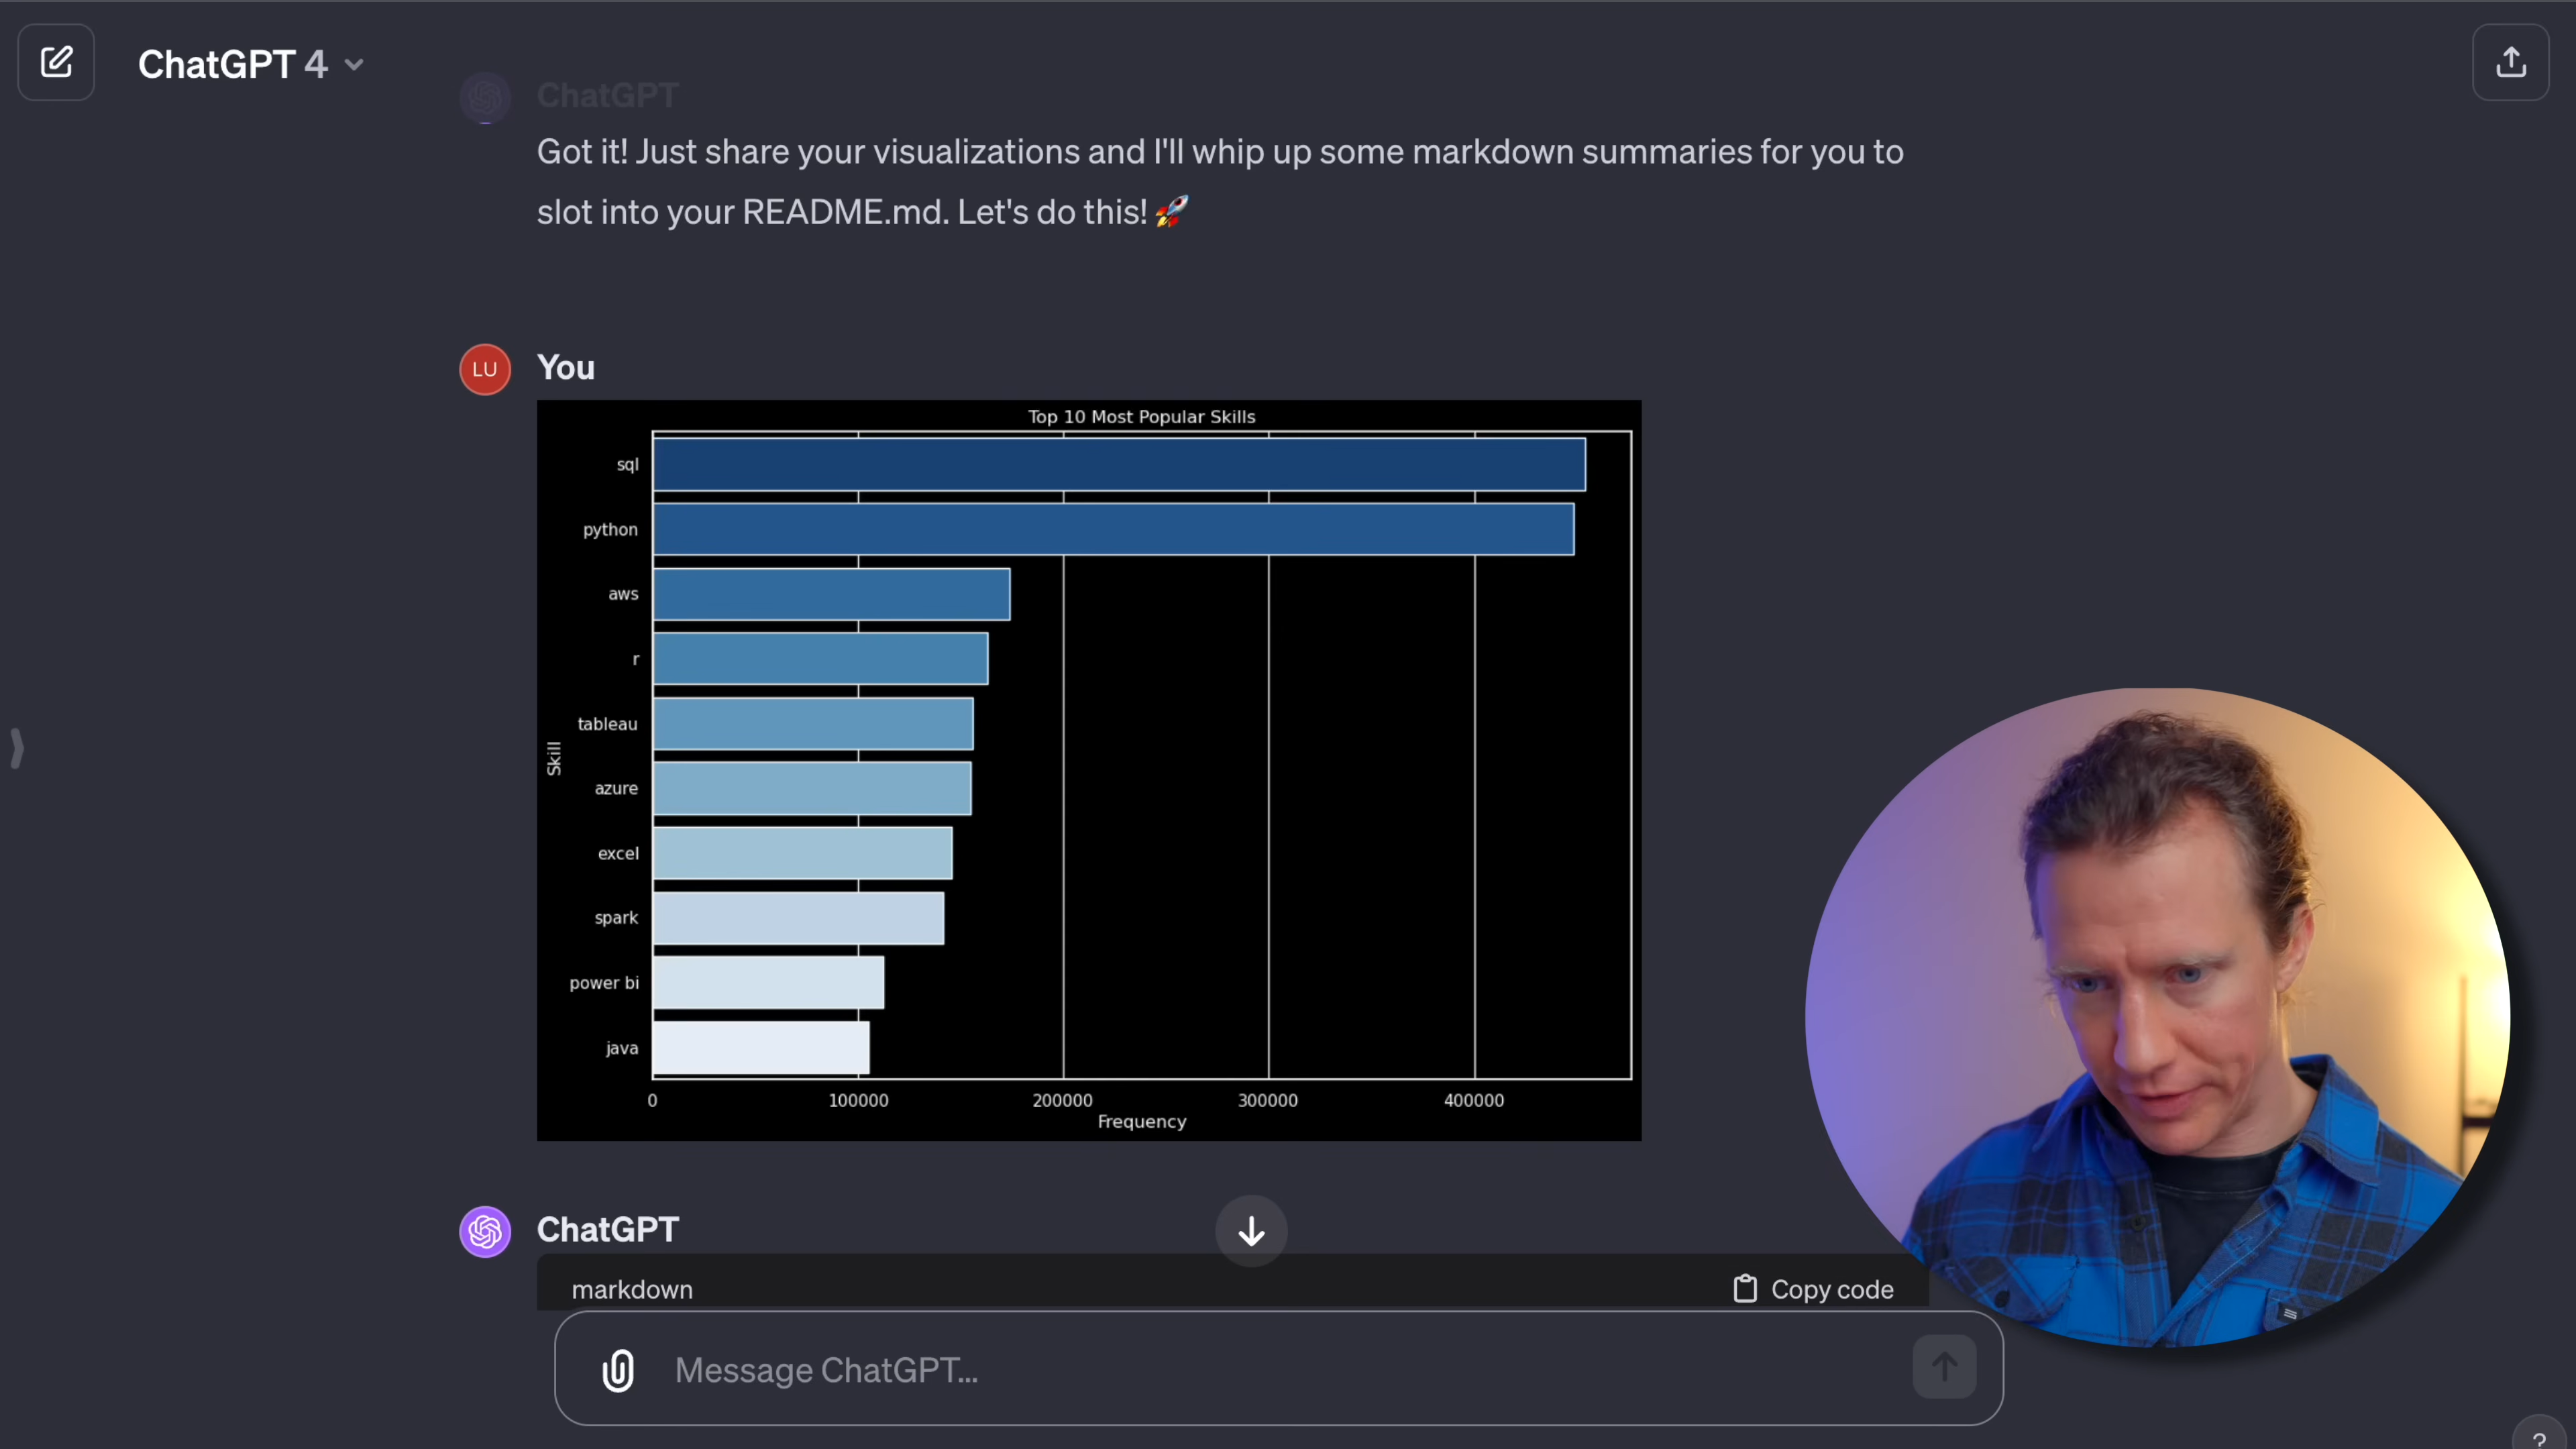 ChatGPT 4
ChatGPT
Got it! Just share your visualizations and I'll whip up some markdown summaries for you to
slot into your README.md. Let's do this! 🚀
LU
You
Top 10 Most Popular Skills
sql
python
aws
r
tableau
azure
excel
spark
power bi
java
Skill
0 100000 200000 300000 400000
Frequency
ChatGPT
markdown
Copy code
Message ChatGPT...
?